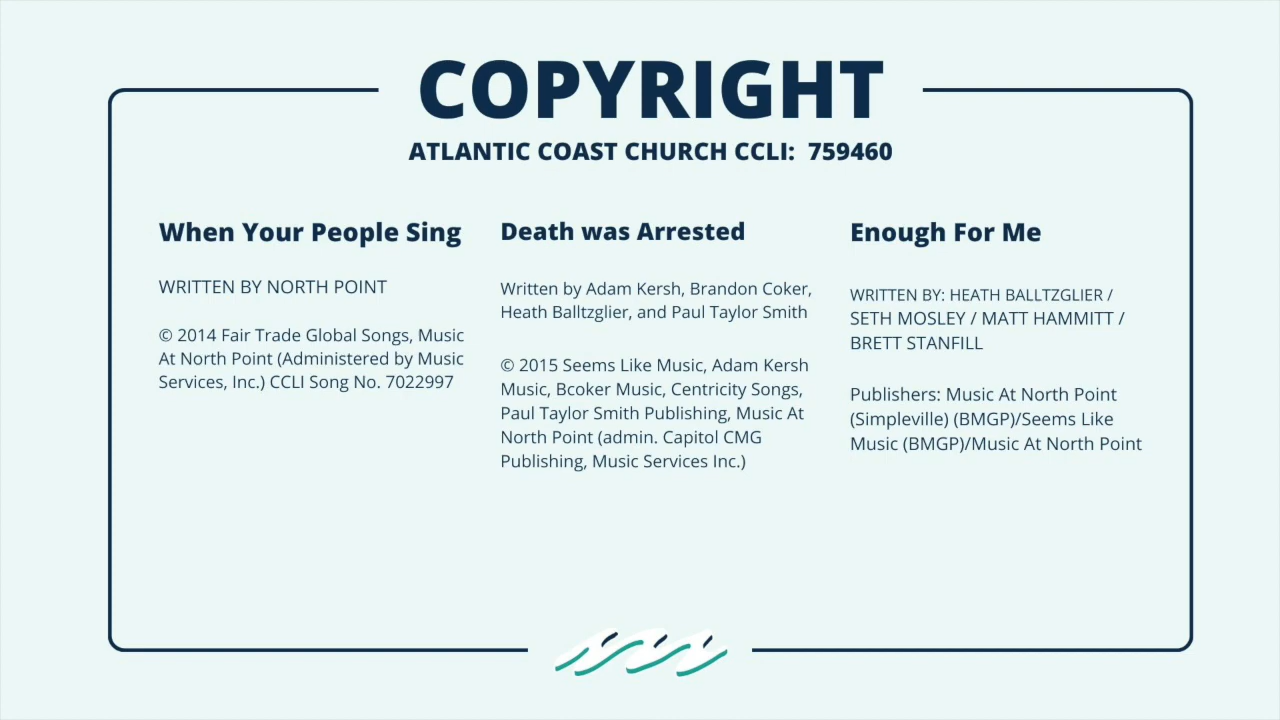 COPYRIGHT
ATLANTIC COAST CHURCH CCLI: 759460
When Your People Sing
WRITTEN BY NORTH POINT
© 2014 Fair Trade Global Songs, Music
At North Point (Administered by Music
Services, Inc.) CCLI Song No. 7022997
Death was Arrested
Written by Adam Kersh, Brandon Coker,
Heath Balltzglier, and Paul Taylor Smith
© 2015 Seems Like Music, Adam Kersh
Music, Bcoker Music, Centricity Songs,
Paul Taylor Smith Publishing, Music At
North Point (admin. Capitol CMG
Publishing, Music Services Inc.)
Enough For Me
WRITTEN BY: HEATH BALLTZGLIER /
SETH MOSLEY / MATT HAMMITT /
BRETT STANFILL
Publishers: Music At North Point
(Simpleville) (BMGP)/Seems Like
Music (BMGP)/Music At North Point